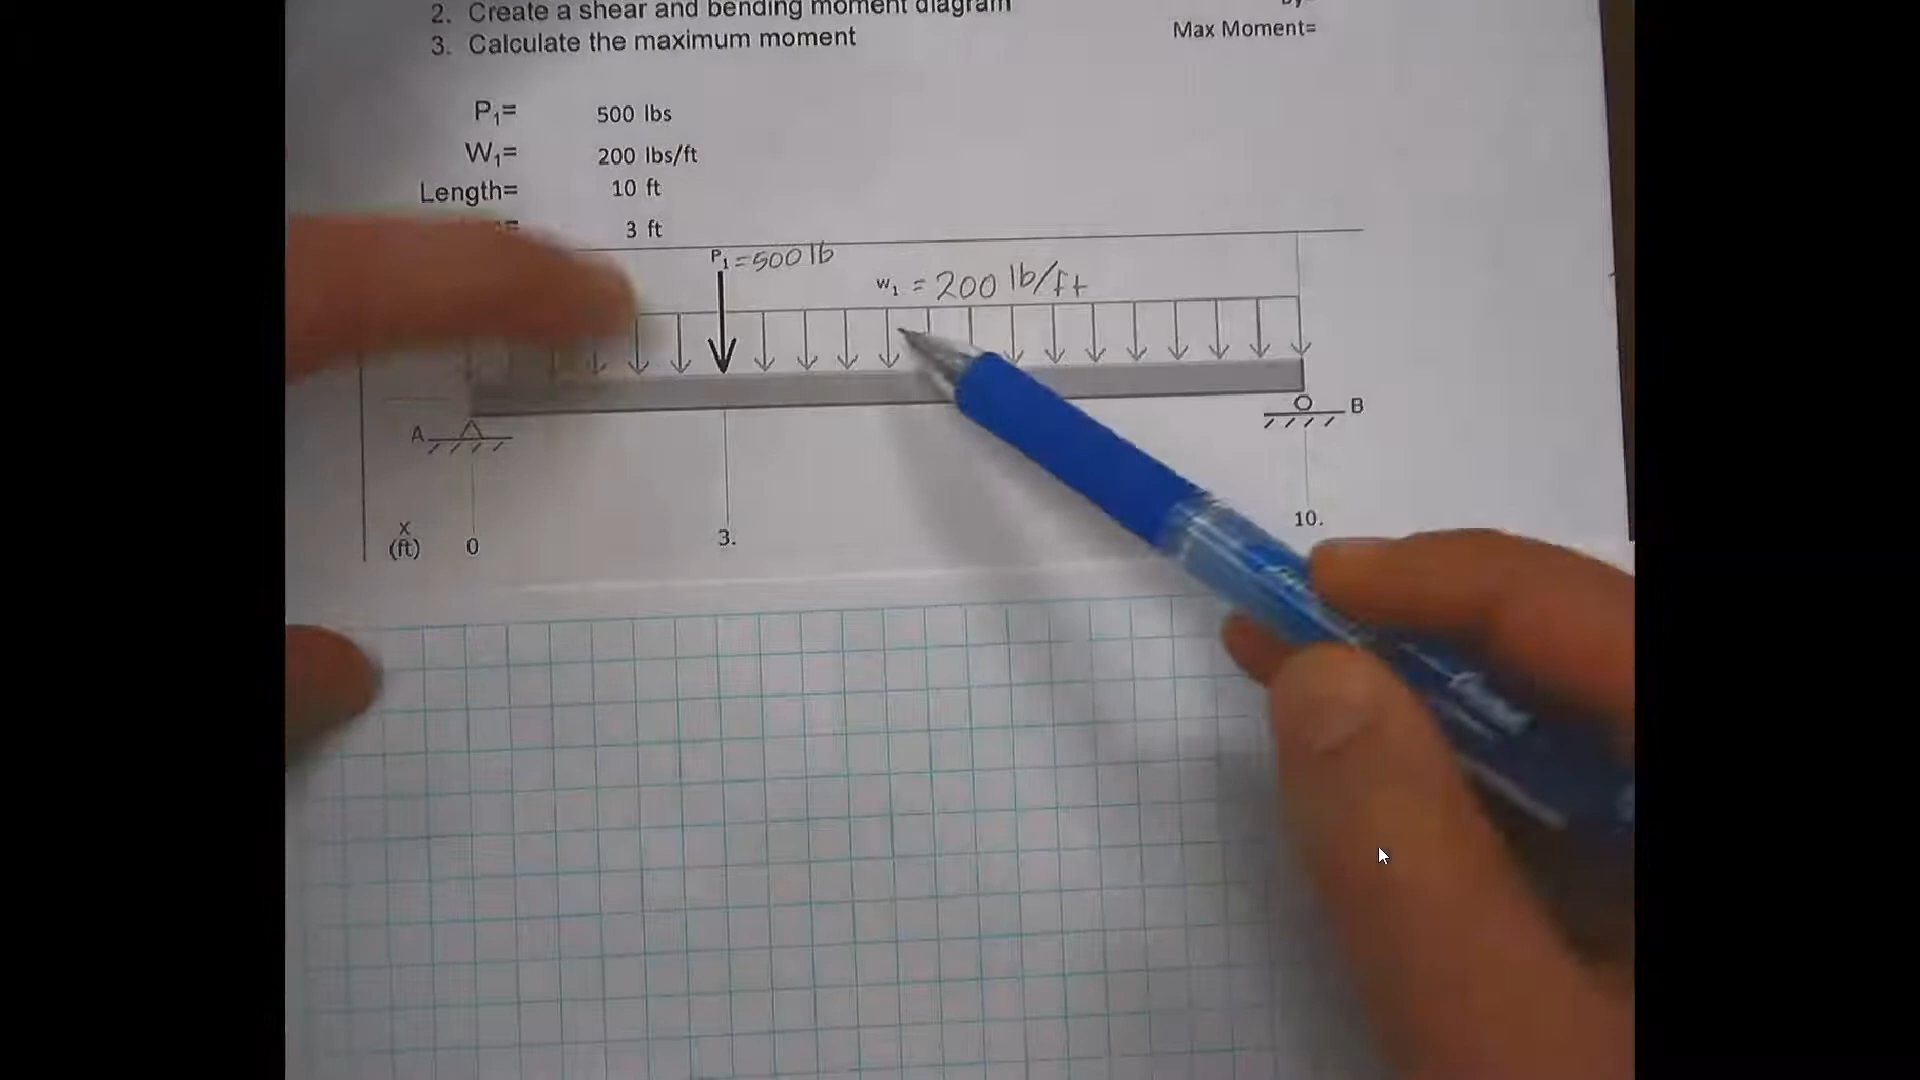 2. Create a shear and bending moment diagram
3. Calculate the maximum moment
By=
Max Moment=
P₁= 500 lbs
W₁= 200 lbs/ft
Length= 10 ft
= 3 ft
P₁ = 500 lb
w₁ = 200 lb/ft
A
B
x
(ft) 0 3. 10.